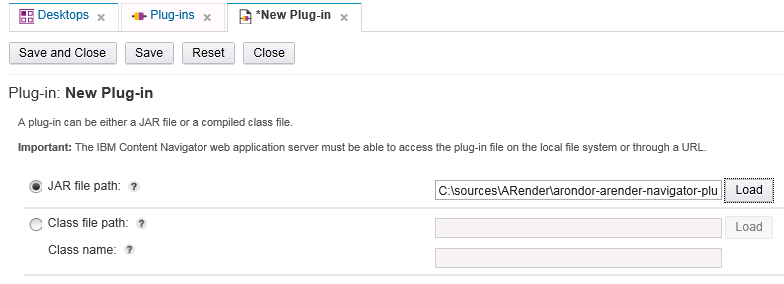 Desktops x Plug-ins x *New Plug-in x
Save and Close Save Reset Close
Plug-in: New Plug-in
A plug-in can be either a JAR file or a compiled class file.
Important: The IBM Content Navigator web application server must be able to access the plug-in file on the local file system or through a URL.
JAR file path: ? C:\sources\ARender\arondor-arender-navigator-plu Load
Class file path: ? Load
Class name: ?